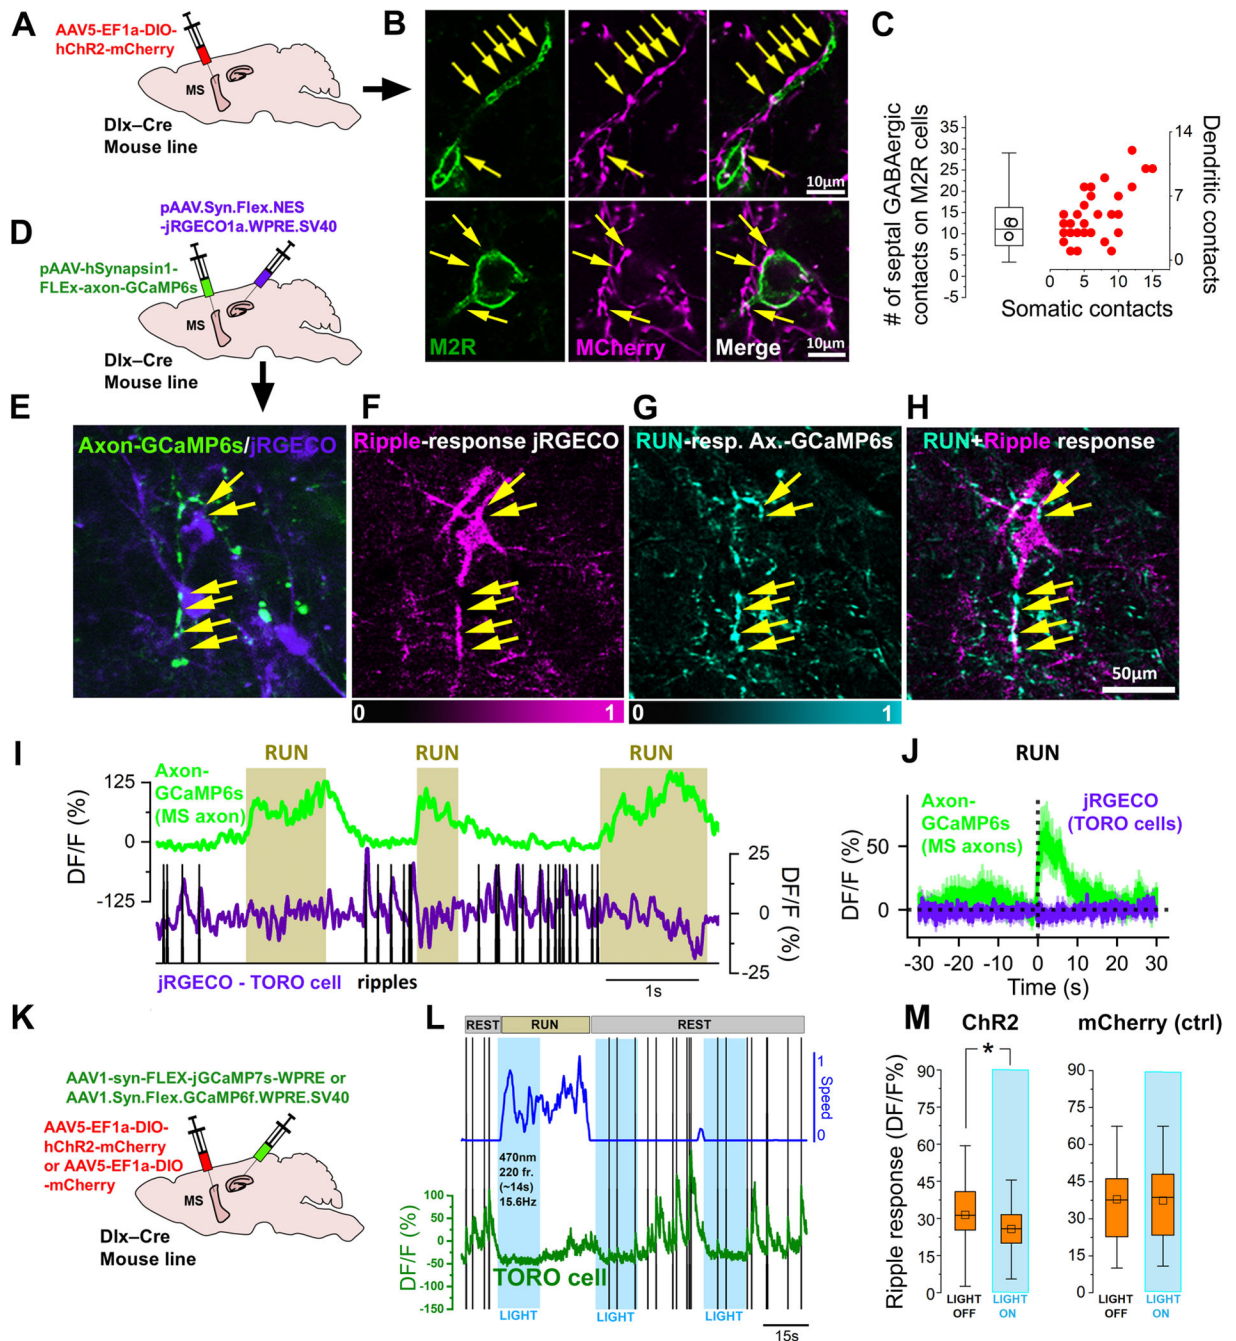 A
AAV5-EF1a-DIO-
hChR2-mCherry
MS
Dlx–Cre
Mouse line
B
10µm
M2R
MCherry
Merge
10µm
C
# of septal GABAergic
contacts on M2R cells
35
30
25
20
15
10
5
0
-5
14
7
0
Dendritic contacts
0 5 10 15
Somatic contacts
D
pAAV.Syn.Flex.NES
-jRGECO1a.WPRE.SV40
pAAV-hSynapsin1-
FLEx-axon-GCaMP6s
MS
Dlx–Cre
Mouse line
E
Axon-GCaMP6s/jRGECO
F
Ripple-response jRGECO
0 1
G
RUN-resp. Ax.-GCaMP6s
0 1
H
RUN+Ripple response
50µm
I
RUN RUN RUN
Axon-
GCaMP6s
(MS axon)
DF/F (%)
125
0
-125
25
0
-25
DF/F (%)
jRGECO - TORO cell ripples
1s
J
RUN
Axon-
GCaMP6s
(MS axons)
jRGECO
(TORO cells)
DF/F (%)
50
0
-30 -20 -10 0 10 20 30
Time (s)
K
AAV1-syn-FLEX-jGCaMP7s-WPRE or
AAV1.Syn.Flex.GCaMP6f.WPRE.SV40
AAV5-EF1a-DIO-
hChR2-mCherry
or AAV5-EF1a-DIO
-mCherry
MS
Dlx–Cre
Mouse line
L
REST RUN REST
1
Speed
0
470nm
220 fr.
(~14s)
15.6Hz
DF/F (%)
100
50
0
-50
-100
-150
TORO cell
LIGHT LIGHT LIGHT
15s
M
ChR2 mCherry (ctrl)
*
Ripple response (DF/F%)
90
75
60
45
30
15
0
LIGHT
OFF
LIGHT
ON
90
75
60
45
30
15
0
LIGHT
OFF
LIGHT
ON